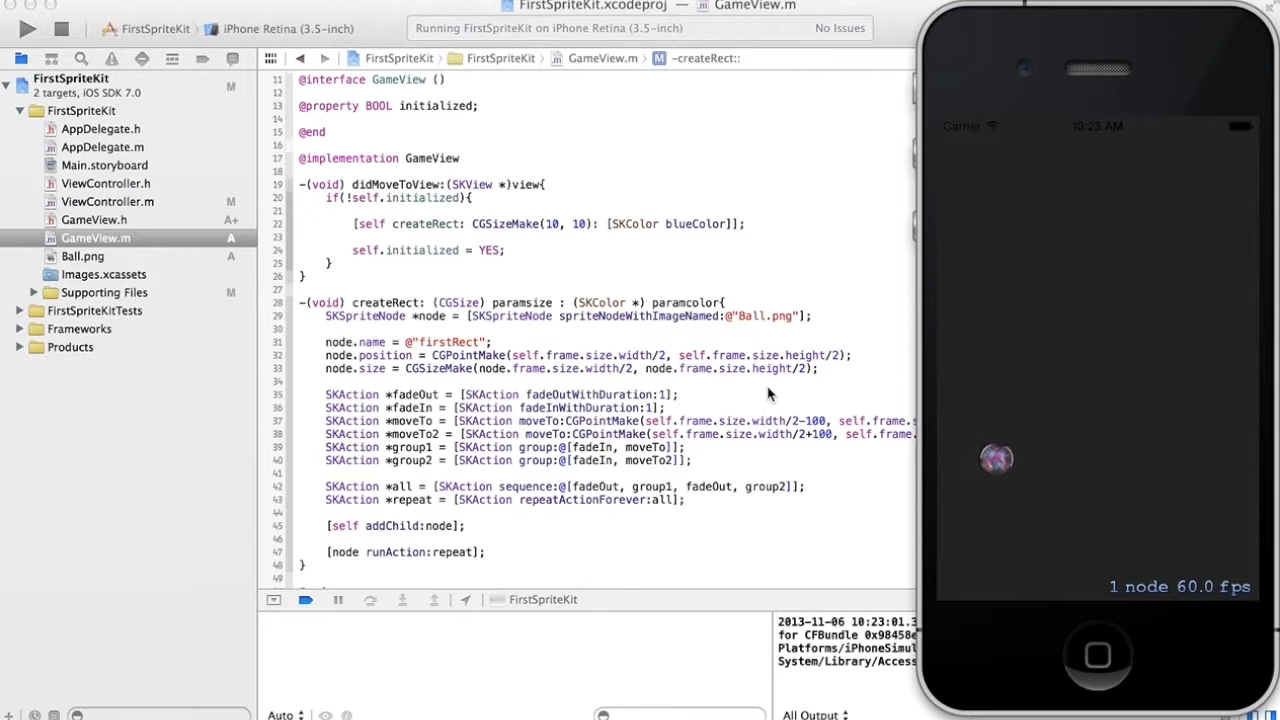 FirstSpriteKit.xcodeproj — GameView.m
FirstSpriteKit iPhone Retina (3.5-inch)
Running FirstSpriteKit on iPhone Retina (3.5-inch) No Issues
FirstSpriteKit FirstSpriteKit GameView.m M -createRect::
FirstSpriteKit M
2 targets, iOS SDK 7.0
FirstSpriteKit
AppDelegate.h
AppDelegate.m
Main.storyboard
ViewController.h
ViewController.m M
GameView.h A+
GameView.m A
Ball.png A
Images.xcassets
Supporting Files M
FirstSpriteKitTests
Frameworks
Products
11 @interface GameView ()
12
13 @property BOOL initialized;
14
15 @end
16
17 @implementation GameView
18
19 -(void) didMoveToView:(SKView *)view{
20 if(!self.initialized){
21
22 [self createRect: CGSizeMake(10, 10): [SKColor blueColor]];
23
24 self.initialized = YES;
25 }
26 }
27
28 -(void) createRect: (CGSize) paramsize : (SKColor *) paramcolor{
29 SKSpriteNode *node = [SKSpriteNode spriteNodeWithImageNamed:@"Ball.png"];
30
31 node.name = @"firstRect";
32 node.position = CGPointMake(self.frame.size.width/2, self.frame.size.height/2);
33 node.size = CGSizeMake(node.frame.size.width/2, node.frame.size.height/2);
34
35 SKAction *fadeOut = [SKAction fadeOutWithDuration:1];
36 SKAction *fadeIn = [SKAction fadeInWithDuration:1];
37 SKAction *moveTo = [SKAction moveTo:CGPointMake(self.frame.size.width/2-100, self.fram
38 SKAction *moveTo2 = [SKAction moveTo:CGPointMake(self.frame.size.width/2+100, self.fram
39 SKAction *group1 = [SKAction group:@[fadeIn, moveTo]];
40 SKAction *group2 = [SKAction group:@[fadeIn, moveTo2]];
41
42 SKAction *all = [SKAction sequence:@[fadeOut, group1, fadeOut, group2]];
43 SKAction *repeat = [SKAction repeatActionForever:all];
44
45 [self addChild:node];
46
47 [node runAction:repeat];
48 }
49
FirstSpriteKit
2013-11-06 10:23:01.3
for CFBundle 0x98458e
Platforms/iPhoneSimul
System/Library/Access
Auto
All Output
Carrier 10:23 AM
1 node 60.0 fps